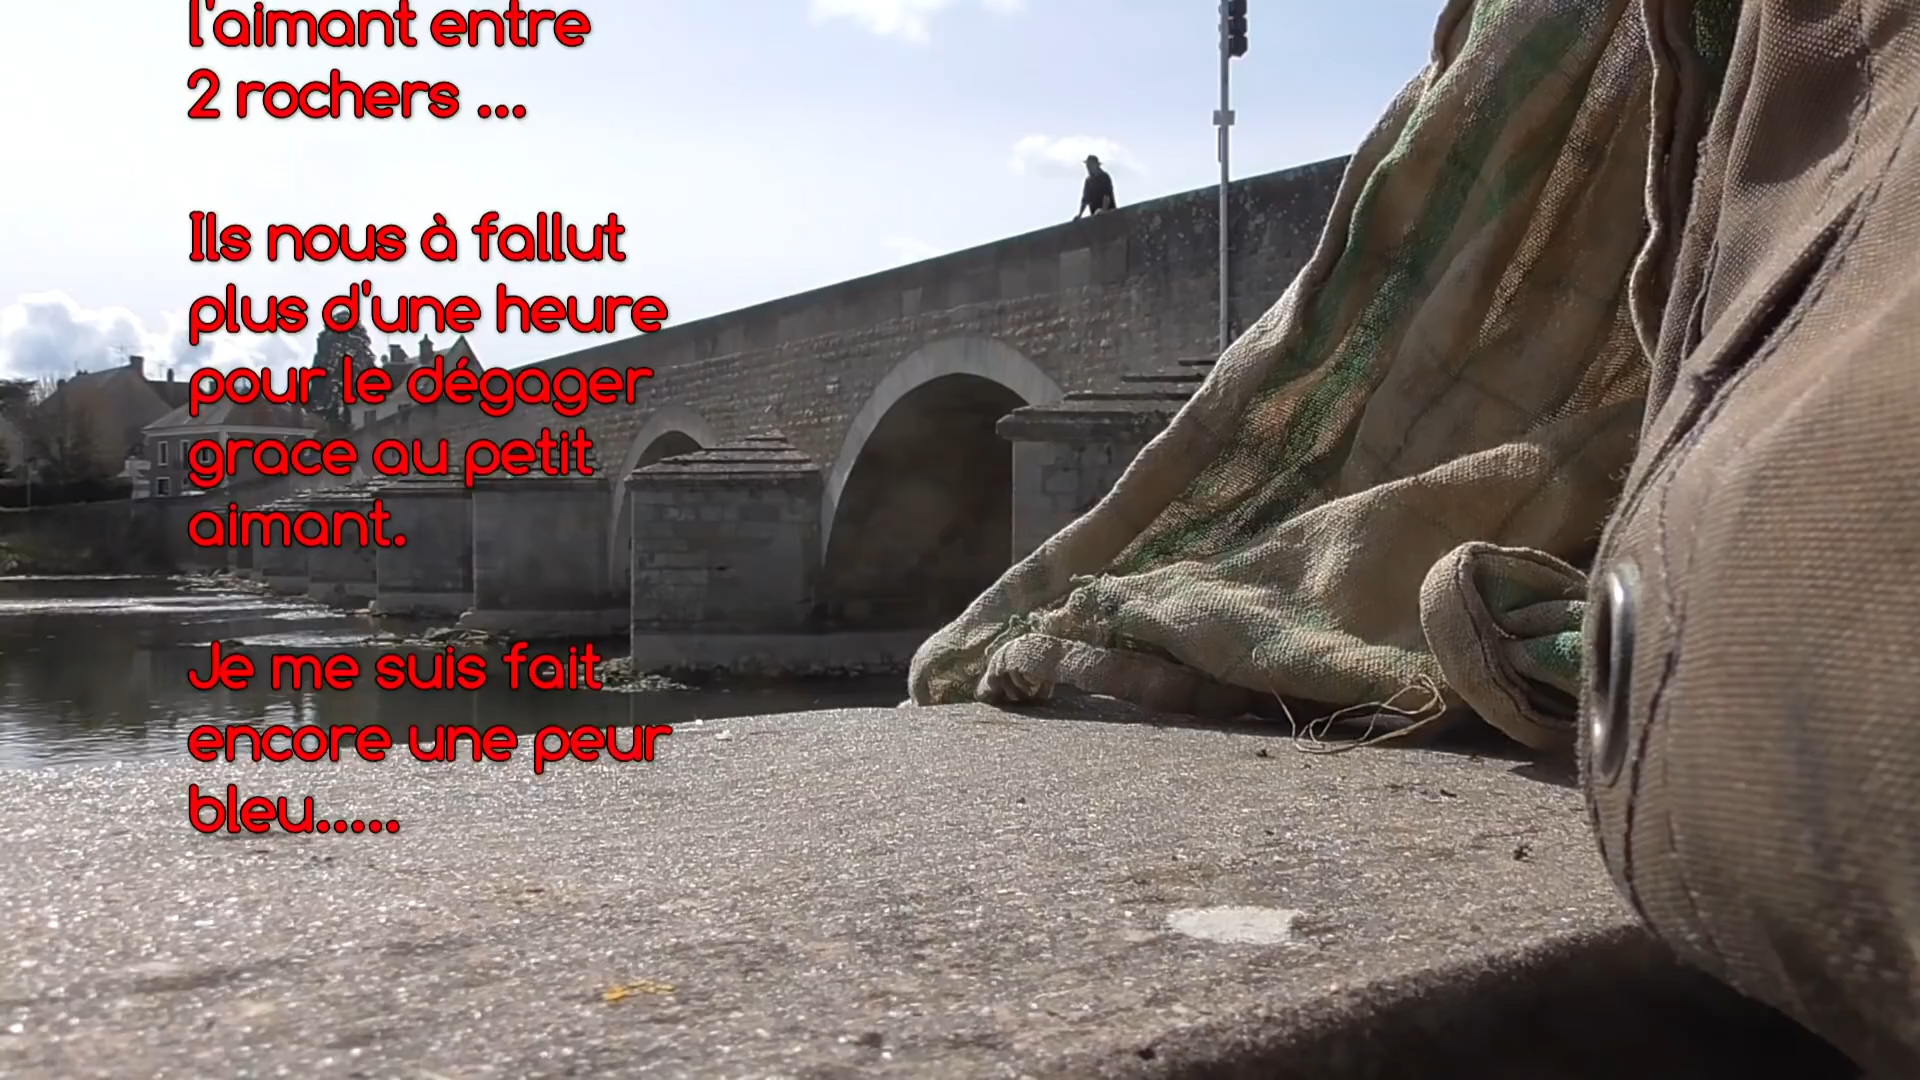 l'aimant entre
2 rochers ...
Ils nous à fallut
plus d'une heure
pour le dégager
grace au petit
aimant.
Je me suis fait
encore une peur
bleu.....